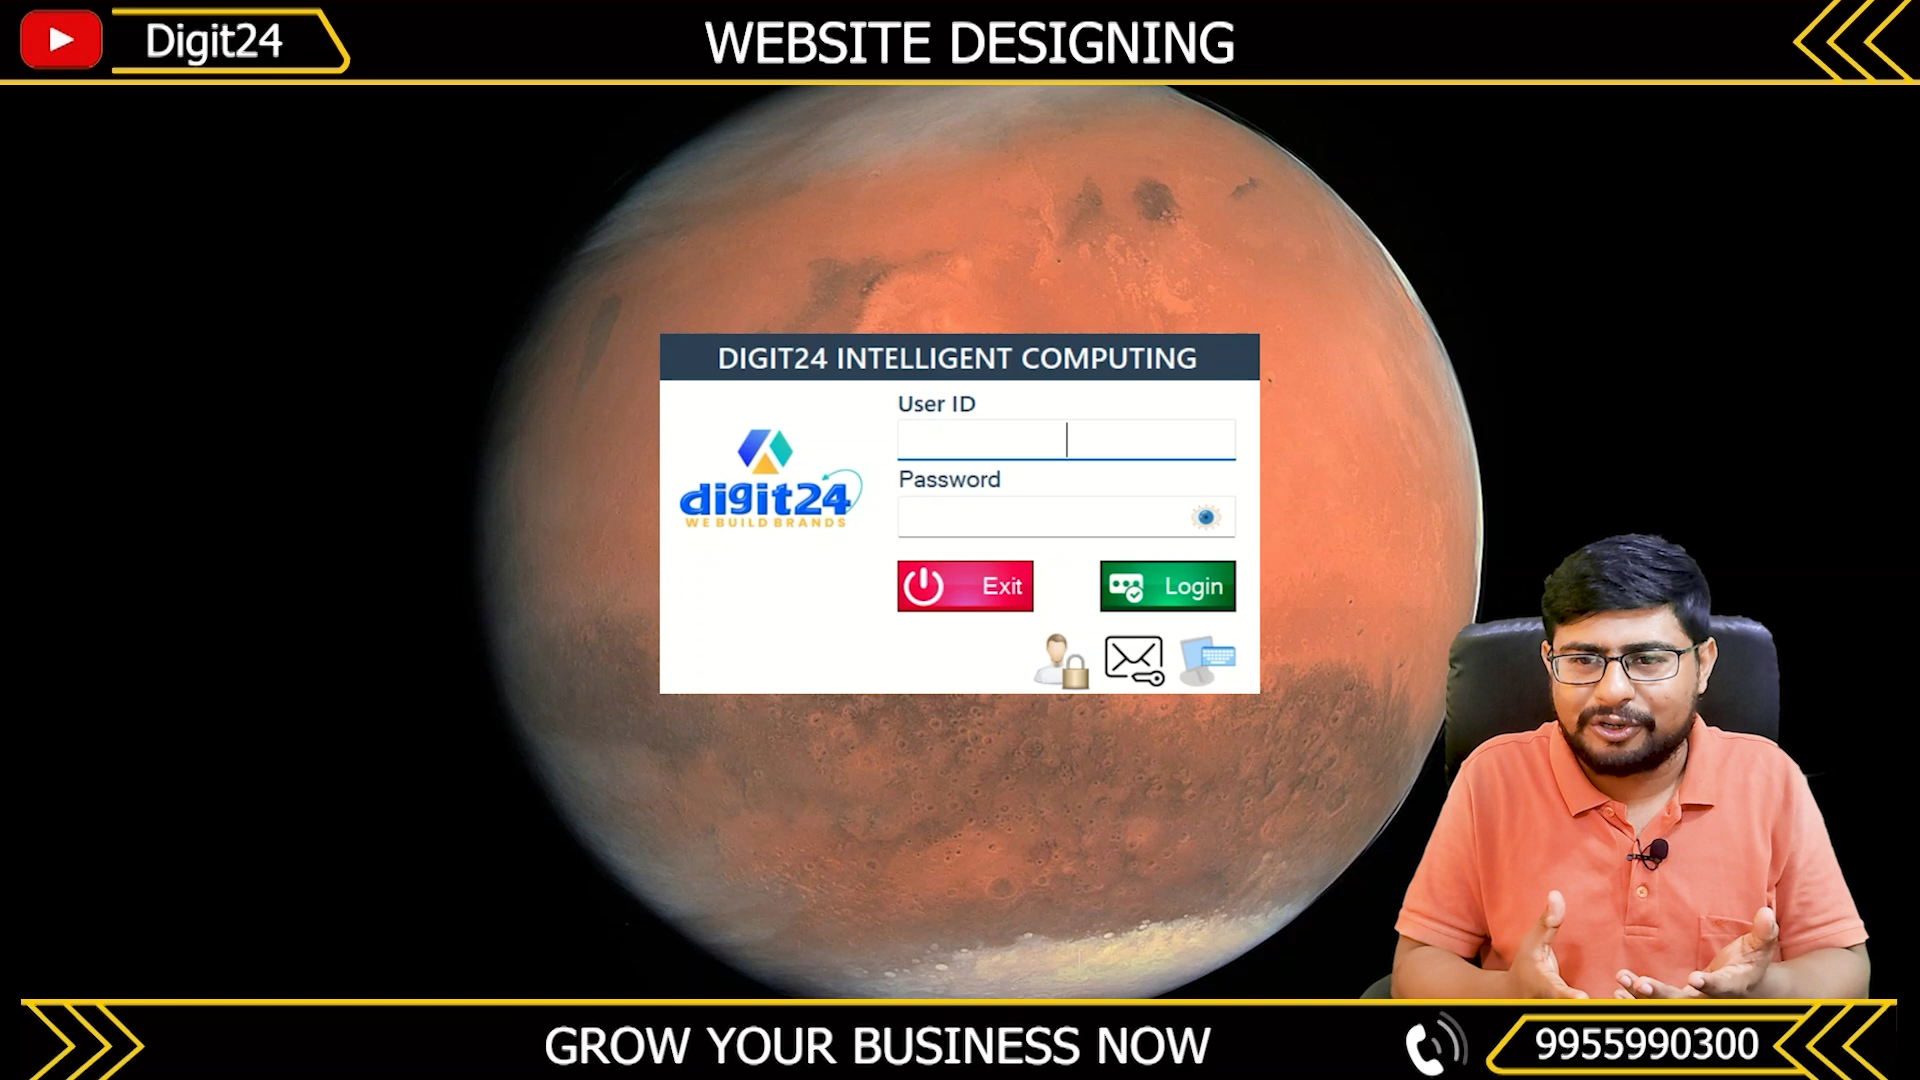 Digit24
WEBSITE DESIGNING
DIGIT24 INTELLIGENT COMPUTING
User ID
digit24
WE BUILD BRANDS
Password
Exit
Login
GROW YOUR BUSINESS NOW
9955990300